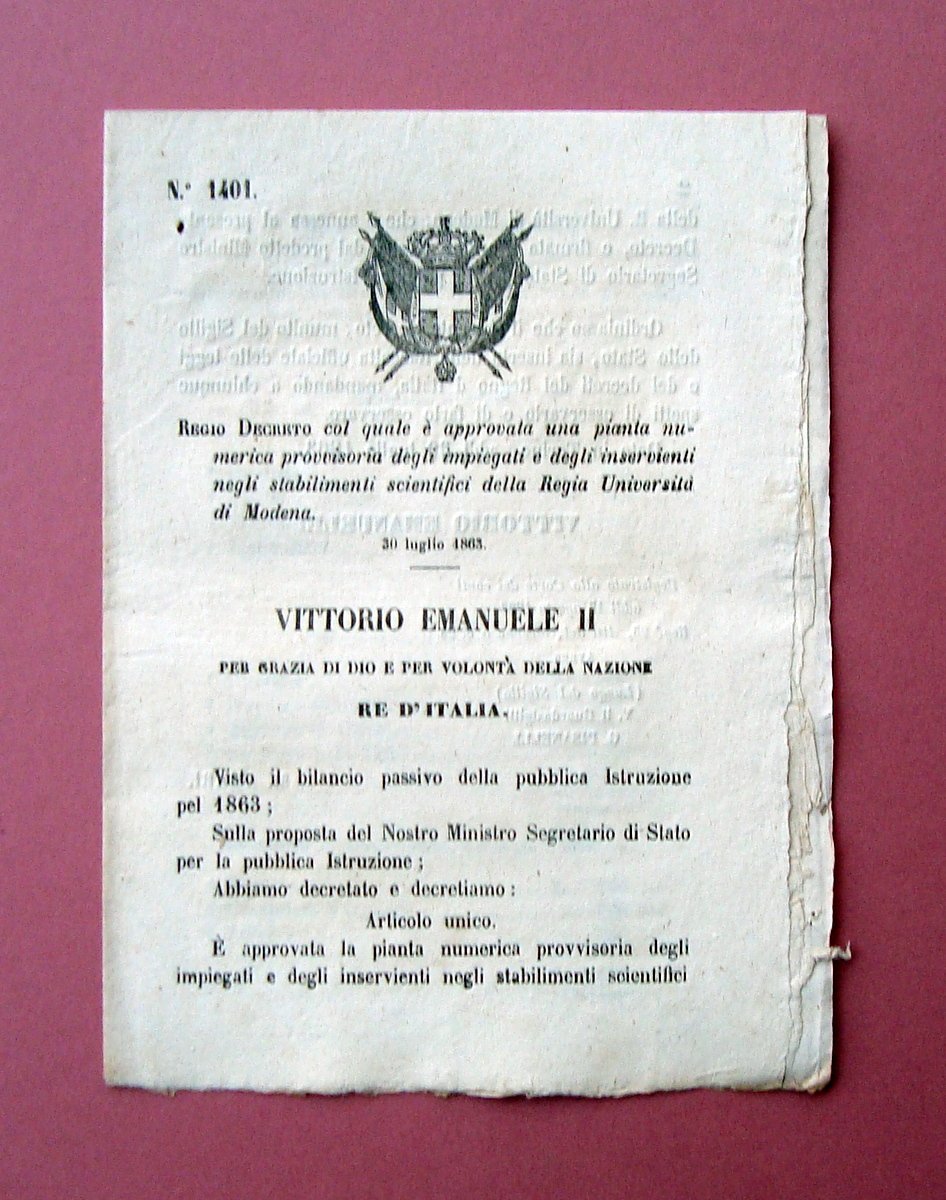 N.° 1401.
REGIO DECRETO col quale è approvata una pianta nu-
merica provvisoria degli impiegati e degli inservienti
negli stabilimenti scientifici della Regia Università
di Modena.
30 luglio 1863.
VITTORIO EMANUELE II
PER GRAZIA DI DIO E PER VOLONTÀ DELLA NAZIONE
RE D'ITALIA.
Visto il bilancio passivo della pubblica Istruzione
pel 1863;
Sulla proposta del Nostro Ministro Segretario di Stato
per la pubblica Istruzione;
Abbiamo decretato e decretiamo:
Articolo unico.
È approvata la pianta numerica provvisoria degli
impiegati e degli inservienti negli stabilimenti scientifici